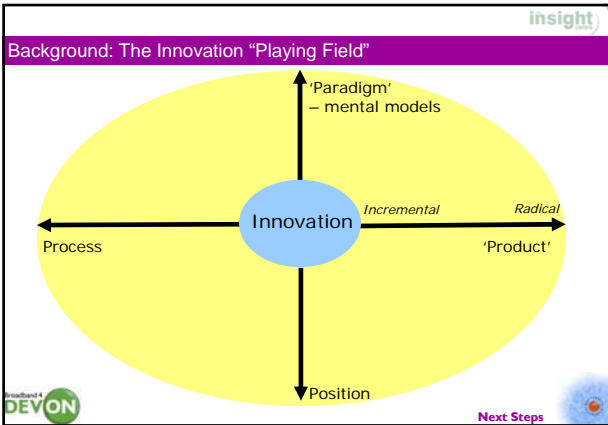 insight
Background: The Innovation “Playing Field”
‘Paradigm’
– mental models
Innovation
Incremental
Radical
Process
‘Product’
Position
Broadband 4
DEVON
Next Steps